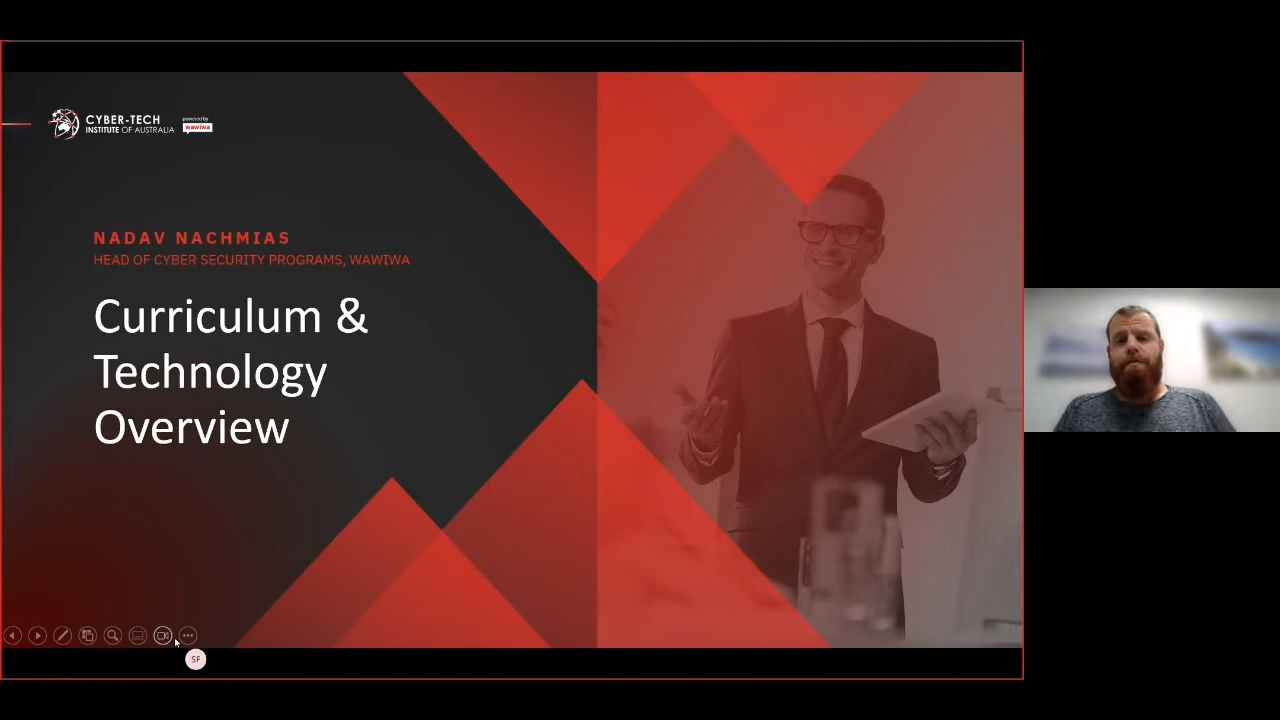 CYBER-TECH
INSTITUTE OF AUSTRALIA
powered by
wawiwa
NADAV NACHMIAS
HEAD OF CYBER SECURITY PROGRAMS, WAWIWA
Curriculum &
Technology
Overview
SF